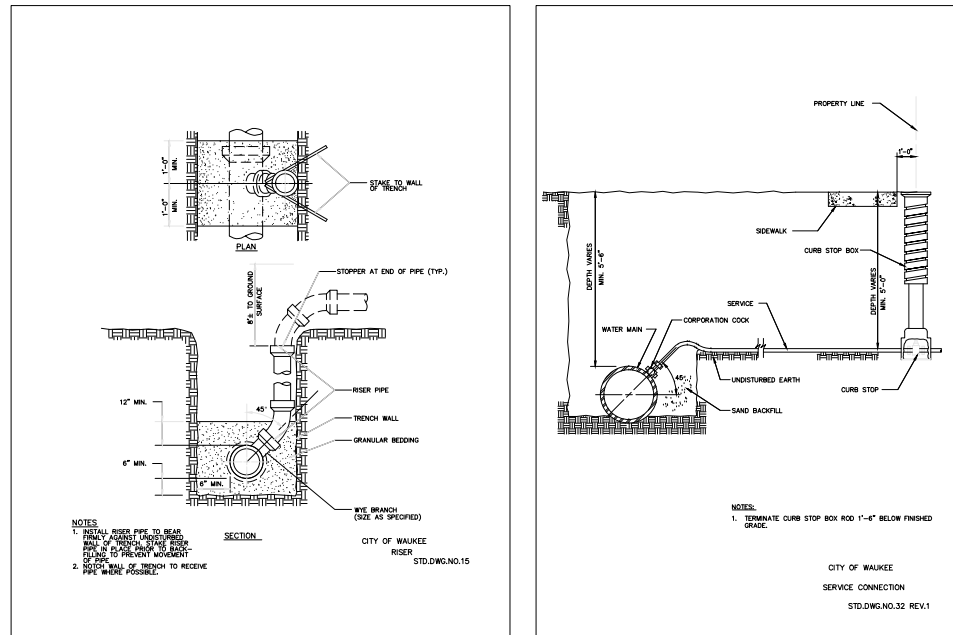 1'-0"
MIN.
1'-0"
MIN.
STAKE TO WALL
OF TRENCH
PLAN
STOPPER AT END OF PIPE (TYP.)
8'± TO GROUND
SURFACE
45°
12" MIN.
6" MIN.
6" MIN.
RISER PIPE
TRENCH WALL
GRANULAR BEDDING
WYE BRANCH
(SIZE AS SPECIFIED)
SECTION
NOTES
1. INSTALL RISER PIPE TO BEAR
FIRMLY AGAINST UNDISTURBED
WALL OF TRENCH. STAKE RISER
PIPE IN PLACE PRIOR TO BACK-
FILLING TO PREVENT MOVEMENT
OF PIPE
2. NOTCH WALL OF TRENCH TO RECEIVE
PIPE WHERE POSSIBLE.
CITY OF WAUKEE
RISER
STD.DWG.NO.15
PROPERTY LINE
1'-0"
SIDEWALK
CURB STOP BOX
DEPTH VARIES
MIN. 5'-6"
DEPTH VARIES
MIN. 5'-0"
SERVICE
CORPORATION COCK
WATER MAIN
UNDISTURBED EARTH
45°
CURB STOP
SAND BACKFILL
NOTES:
1. TERMINATE CURB STOP BOX ROD 1'-6" BELOW FINISHED
GRADE.
CITY OF WAUKEE
SERVICE CONNECTION
STD.DWG.NO.32 REV.1